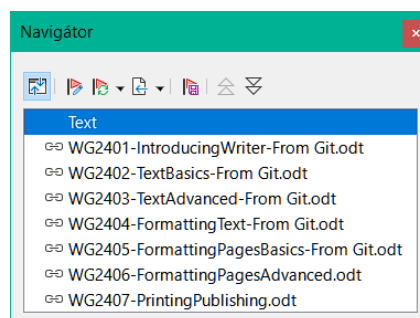 Navigátor
Text
WG2401-IntroducingWriter-From Git.odt
WG2402-TextBasics-From Git.odt
WG2403-TextAdvanced-From Git.odt
WG2404-FormattingText-From Git.odt
WG2405-FormattingPagesBasics-From Git.odt
WG2406-FormattingPagesAdvanced.odt
WG2407-PrintingPublishing.odt